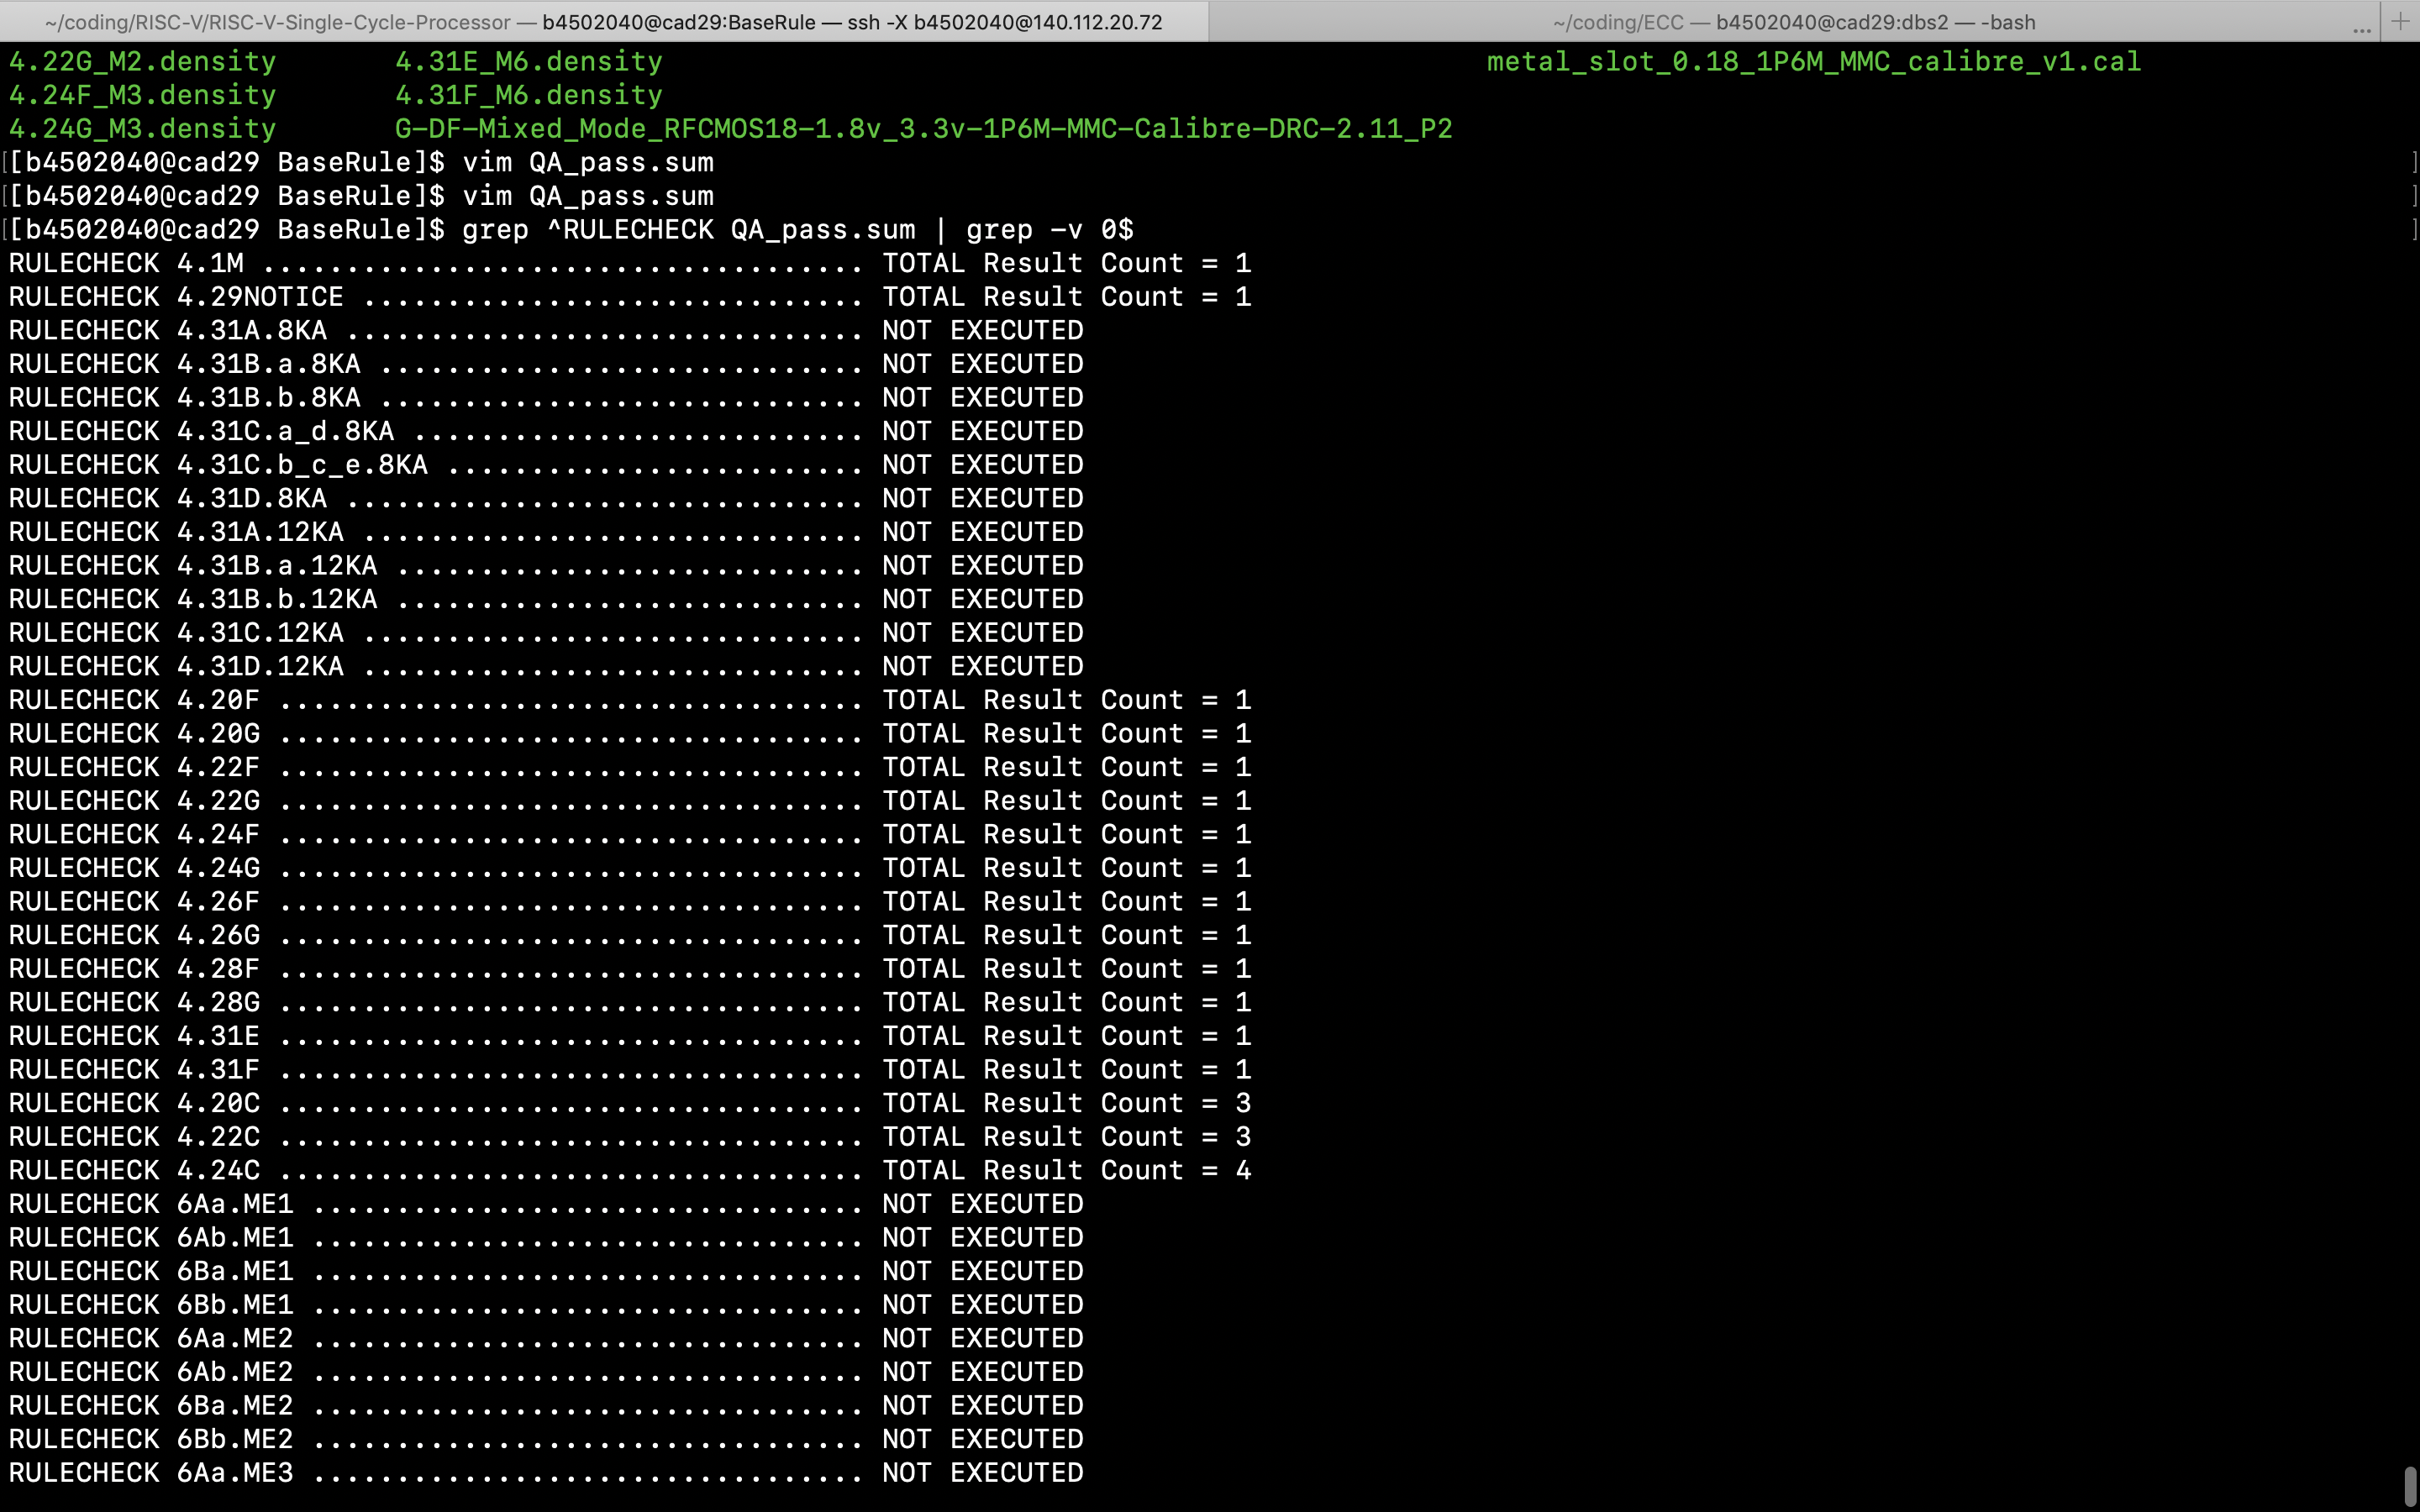 ~/coding/RISC-V/RISC-V-Single-Cycle-Processor — b4502040@cad29:BaseRule — ssh -X b4502040@140.112.20.72
~/coding/ECC — b4502040@cad29:dbs2 — -bash
... +
4.22G_M2.density 4.31E_M6.density metal_slot_0.18_1P6M_MMC_calibre_v1.cal
4.24F_M3.density 4.31F_M6.density
4.24G_M3.density G-DF-Mixed_Mode_RFCMOS18-1.8v_3.3v-1P6M-MMC-Calibre-DRC-2.11_P2
[[b4502040@cad29 BaseRule]$ vim QA_pass.sum ]
[[b4502040@cad29 BaseRule]$ vim QA_pass.sum ]
[[b4502040@cad29 BaseRule]$ grep ^RULECHECK QA_pass.sum | grep -v 0$ ]
RULECHECK 4.1M .................................... TOTAL Result Count = 1
RULECHECK 4.29NOTICE .............................. TOTAL Result Count = 1
RULECHECK 4.31A.8KA ............................... NOT EXECUTED
RULECHECK 4.31B.a.8KA ............................. NOT EXECUTED
RULECHECK 4.31B.b.8KA ............................. NOT EXECUTED
RULECHECK 4.31C.a_d.8KA ........................... NOT EXECUTED
RULECHECK 4.31C.b_c_e.8KA ......................... NOT EXECUTED
RULECHECK 4.31D.8KA ............................... NOT EXECUTED
RULECHECK 4.31A.12KA .............................. NOT EXECUTED
RULECHECK 4.31B.a.12KA ............................ NOT EXECUTED
RULECHECK 4.31B.b.12KA ............................ NOT EXECUTED
RULECHECK 4.31C.12KA .............................. NOT EXECUTED
RULECHECK 4.31D.12KA .............................. NOT EXECUTED
RULECHECK 4.20F ................................... TOTAL Result Count = 1
RULECHECK 4.20G ................................... TOTAL Result Count = 1
RULECHECK 4.22F ................................... TOTAL Result Count = 1
RULECHECK 4.22G ................................... TOTAL Result Count = 1
RULECHECK 4.24F ................................... TOTAL Result Count = 1
RULECHECK 4.24G ................................... TOTAL Result Count = 1
RULECHECK 4.26F ................................... TOTAL Result Count = 1
RULECHECK 4.26G ................................... TOTAL Result Count = 1
RULECHECK 4.28F ................................... TOTAL Result Count = 1
RULECHECK 4.28G ................................... TOTAL Result Count = 1
RULECHECK 4.31E ................................... TOTAL Result Count = 1
RULECHECK 4.31F ................................... TOTAL Result Count = 1
RULECHECK 4.20C ................................... TOTAL Result Count = 3
RULECHECK 4.22C ................................... TOTAL Result Count = 3
RULECHECK 4.24C ................................... TOTAL Result Count = 4
RULECHECK 6Aa.ME1 ................................. NOT EXECUTED
RULECHECK 6Ab.ME1 ................................. NOT EXECUTED
RULECHECK 6Ba.ME1 ................................. NOT EXECUTED
RULECHECK 6Bb.ME1 ................................. NOT EXECUTED
RULECHECK 6Aa.ME2 ................................. NOT EXECUTED
RULECHECK 6Ab.ME2 ................................. NOT EXECUTED
RULECHECK 6Ba.ME2 ................................. NOT EXECUTED
RULECHECK 6Bb.ME2 ................................. NOT EXECUTED
RULECHECK 6Aa.ME3 ................................. NOT EXECUTED